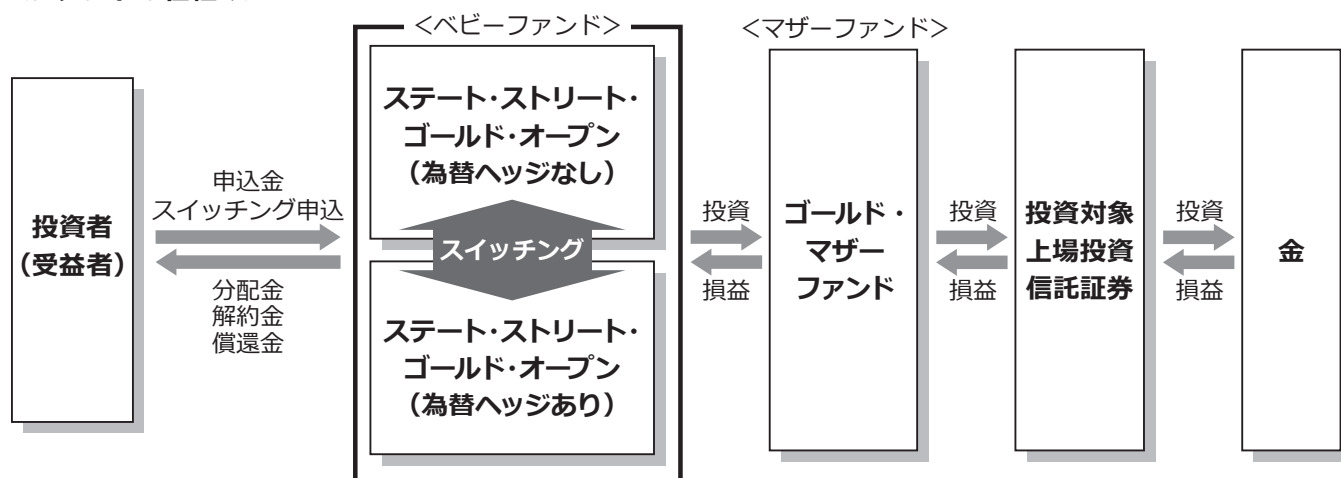 <ベビーファンド>
<マザーファンド>
投資者
(受益者)
申込金
スイッチング申込
分配金
解約金
償還金
ステート・ストリート・
ゴールド・オープン
(為替ヘッジなし)
スイッチング
ステート・ストリート・
ゴールド・オープン
(為替ヘッジあり)
投資
損益
ゴールド・
マザー
ファンド
投資
損益
投資対象
上場投資
信託証券
投資
損益
金